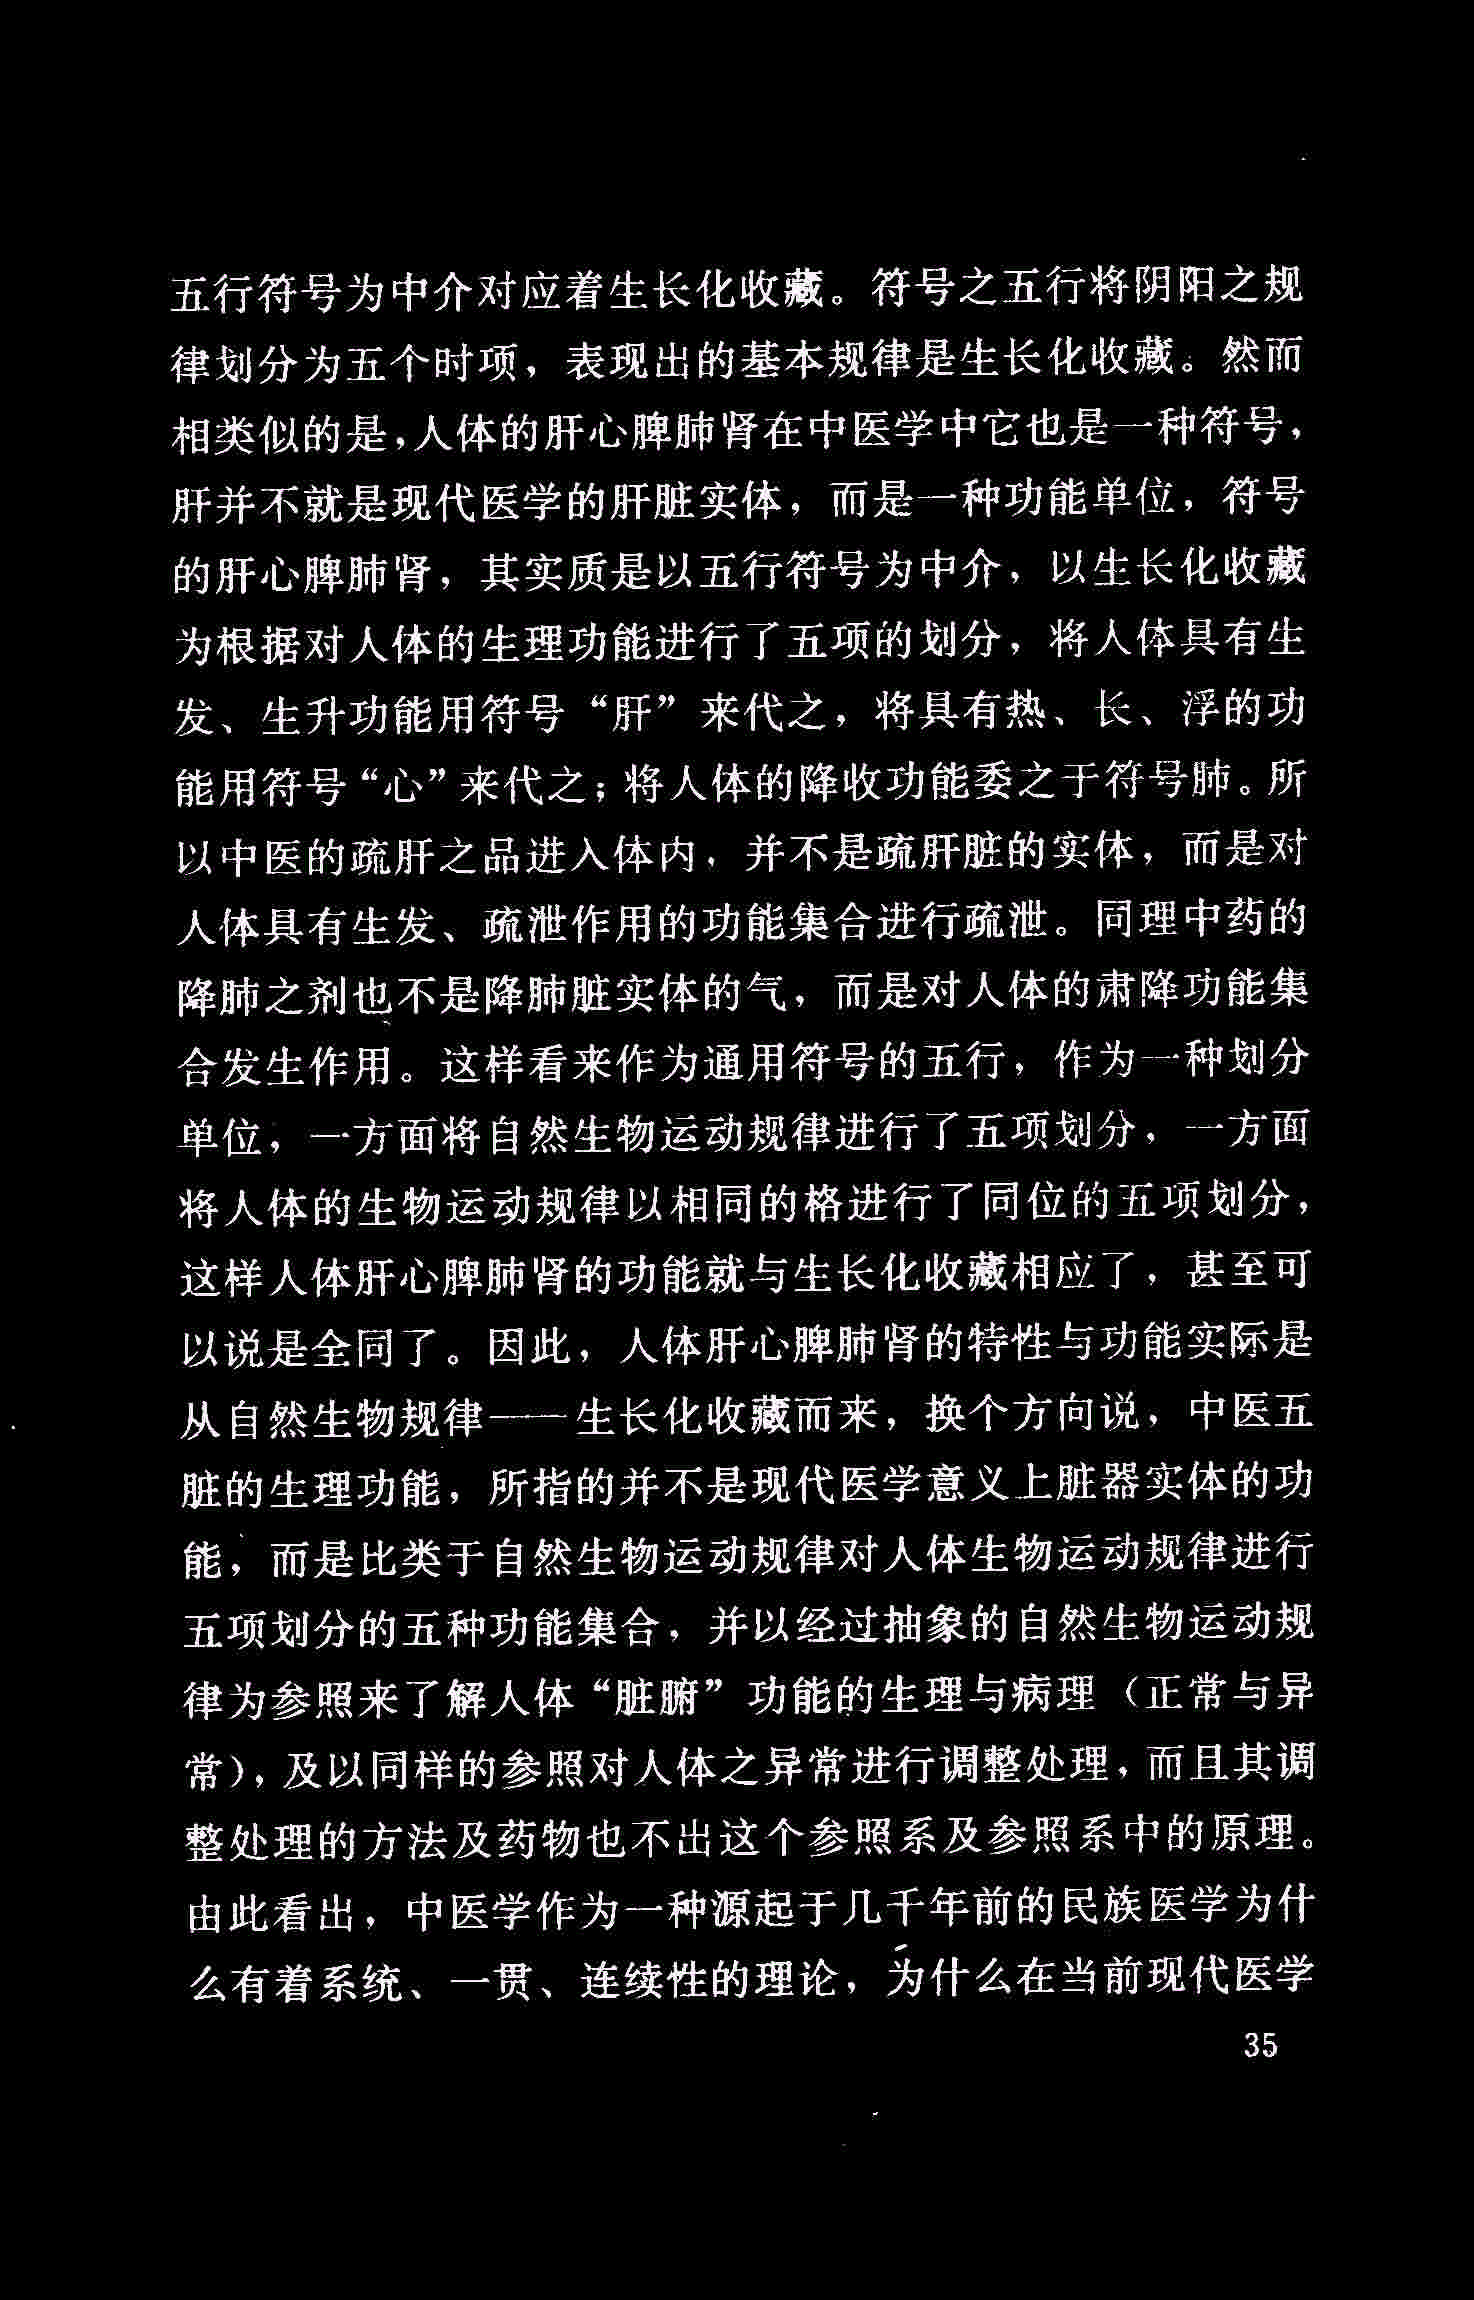 五行符号为中介对应着生长化收藏。符号之五行将阴阳之规
律划分为五个时项，表现出的基本规律是生长化收藏。然而
相类似的是，人体的肝心脾肺肾在中医学中它也是一种符号，
肝并不就是现代医学的肝脏实体，而是一种功能单位，符号
的肝心脾肺肾，其实质是以五行符号为中介，以生长化收藏
为根据对人体的生理功能进行了五项的划分，将人体具有生
发、生升功能用符号“肝”来代之，将具有热、长、浮的功
能用符号“心”来代之；将人体的降收功能委之于符号肺。所
以中医的疏肝之品进入体内，并不是疏肝脏的实体，而是对
人体具有生发、疏泄作用的功能集合进行疏泄。同理中药的
降肺之剂也不是降肺脏实体的气，而是对人体的肃降功能集
合发生作用。这样看来作为通用符号的五行，作为一种划分
单位，一方面将自然生物运动规律进行了五项划分，一方面
将人体的生物运动规律以相同的格进行了同位的五项划分，
这样人体肝心脾肺肾的功能就与生长化收藏相应了，甚至可
以说是全同了。因此，人体肝心脾肺肾的特性与功能实际是
从自然生物规律——生长化收藏而来，换个方向说，中医五
脏的生理功能，所指的并不是现代医学意义上脏器实体的功
能，而是比类于自然生物运动规律对人体生物运动规律进行
五项划分的五种功能集合，并以经过抽象的自然生物运动规
律为参照来了解人体“脏腑”功能的生理与病理（正常与异
常），及以同样的参照对人体之异常进行调整处理，而且其调
整处理的方法及药物也不出这个参照系及参照系中的原理。
由此看出，中医学作为一种源起于几千年前的民族医学为什
么有着系统、一贯、连续性的理论，为什么在当前现代医学
35